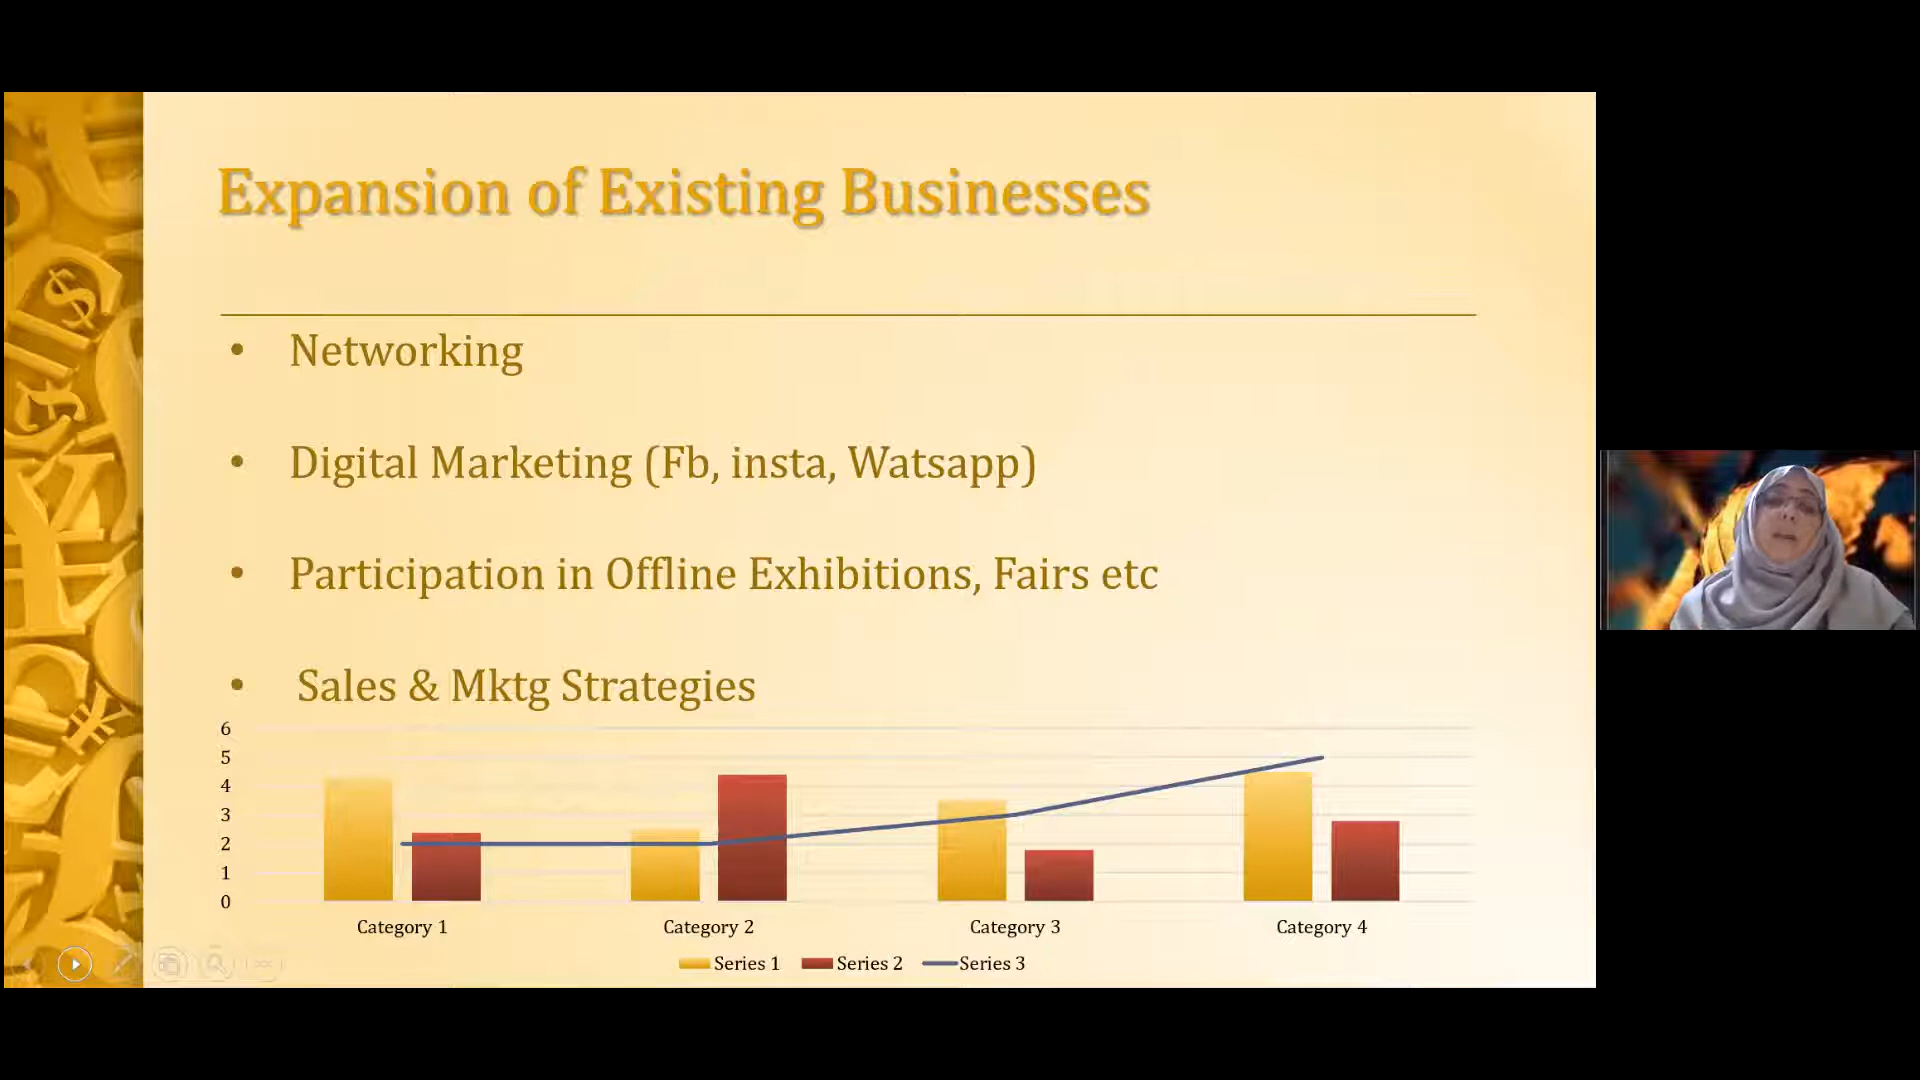 Expansion of Existing Businesses
• Networking
• Digital Marketing (Fb, insta, Watsapp)
• Participation in Offline Exhibitions, Fairs etc
• Sales & Mktg Strategies
6
5
4
3
2
1
0
Category 1 Category 2 Category 3 Category 4
Series 1 Series 2 Series 3